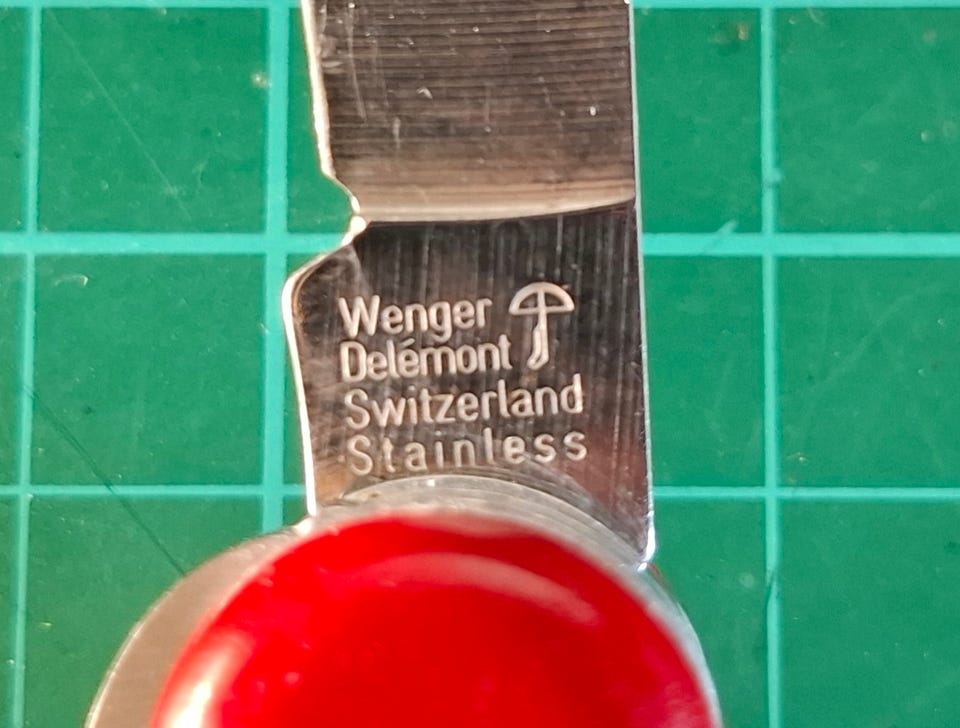 Wenger
Delémont
Switzerland
Stainless